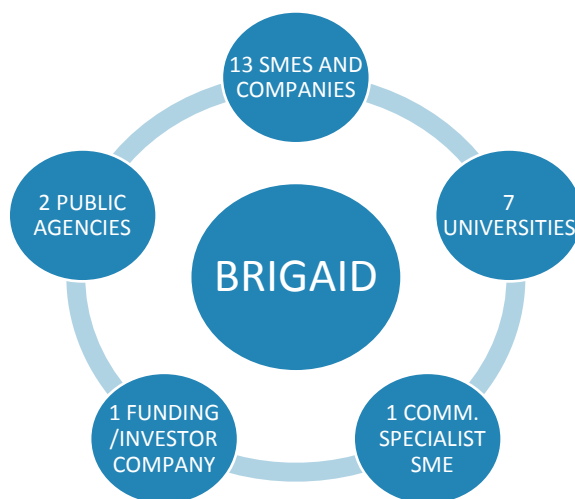 13 SMES AND
COMPANIES
2 PUBLIC
AGENCIES
7
UNIVERSITIES
BRIGAID
1 FUNDING
/INVESTOR
COMPANY
1 COMM.
SPECIALIST
SME